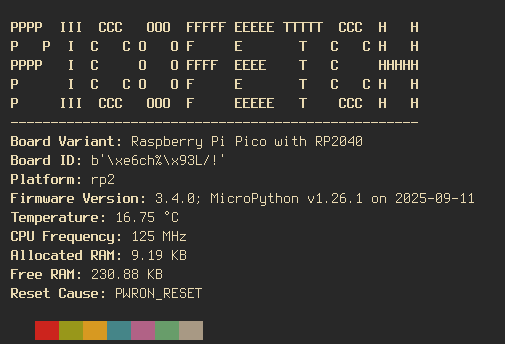 PPPP  III  CCC   OOO  FFFFF EEEEE TTTTT  CCC  H   H
P   P  I  C   C O   O F     E       T   C   C H   H
PPPP   I  C     O   O FFFF  EEEE    T   C     HHHHH
P      I  C   C O   O F     E       T   C   C H   H
P     III  CCC   OOO  F     EEEEE   T    CCC  H   H
---------------------------------------------------
Board Variant: Raspberry Pi Pico with RP2040
Board ID: b'\xe6ch%\x93L/!'
Platform: rp2
Firmware Version: 3.4.0; MicroPython v1.26.1 on 2025-09-11
Temperature: 16.75 °C
CPU Frequency: 125 MHz
Allocated RAM: 9.19 KB
Free RAM: 230.88 KB
Reset Cause: PWRON_RESET